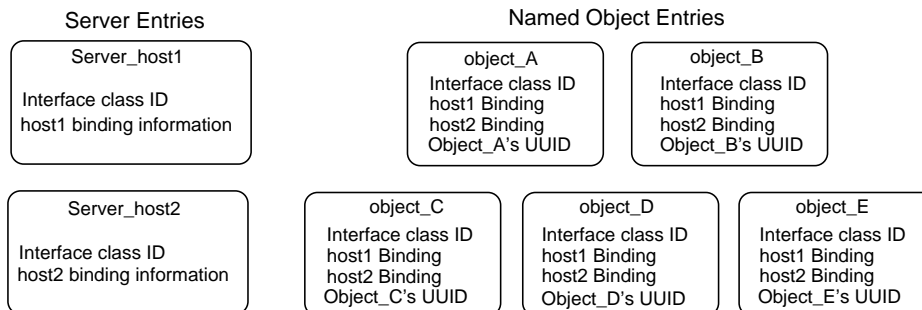 Server Entries
Named Object Entries
Server_host1
Interface class ID
host1 binding information
object_A
Interface class ID
host1 Binding
host2 Binding
Object_A's UUID
object_B
Interface class ID
host1 Binding
host2 Binding
Object_B's UUID
Server_host2
Interface class ID
host2 binding information
object_C
Interface class ID
host1 Binding
host2 Binding
Object_C's UUID
object_D
Interface class ID
host1 Binding
host2 Binding
Object_D's UUID
object_E
Interface class ID
host1 Binding
host2 Binding
Object_E's UUID